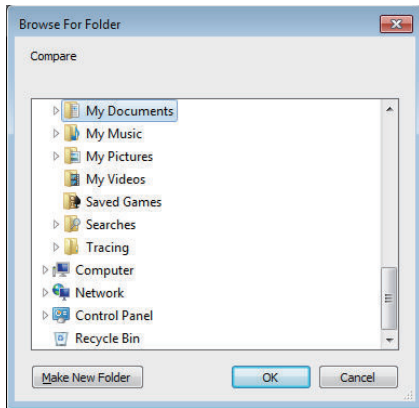 Browse For Folder
Compare
My Documents
My Music
My Pictures
My Videos
Saved Games
Searches
Tracing
Computer
Network
Control Panel
Recycle Bin
Make New Folder
OK
Cancel